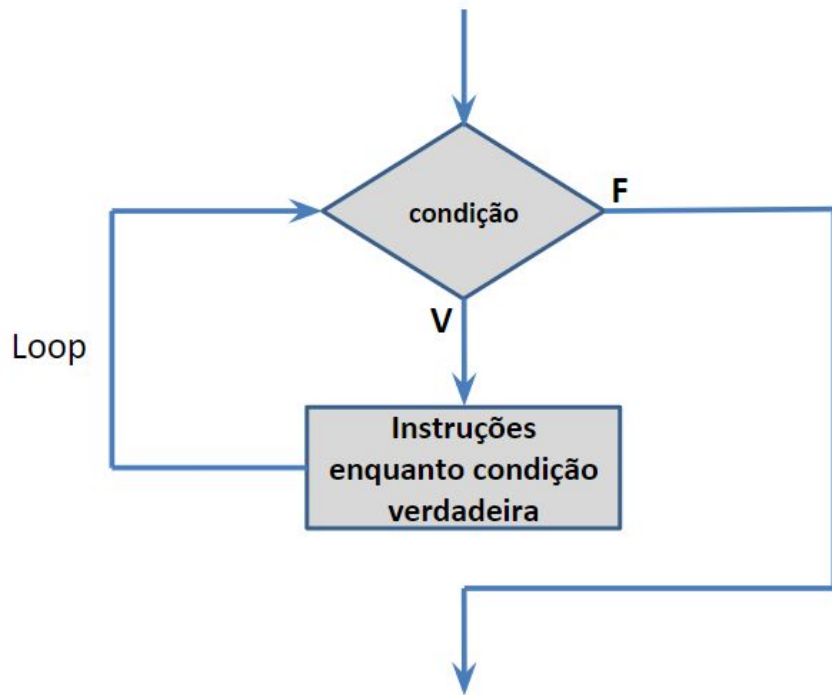 condição
F
V
Loop
Instruções
enquanto condição
verdadeira